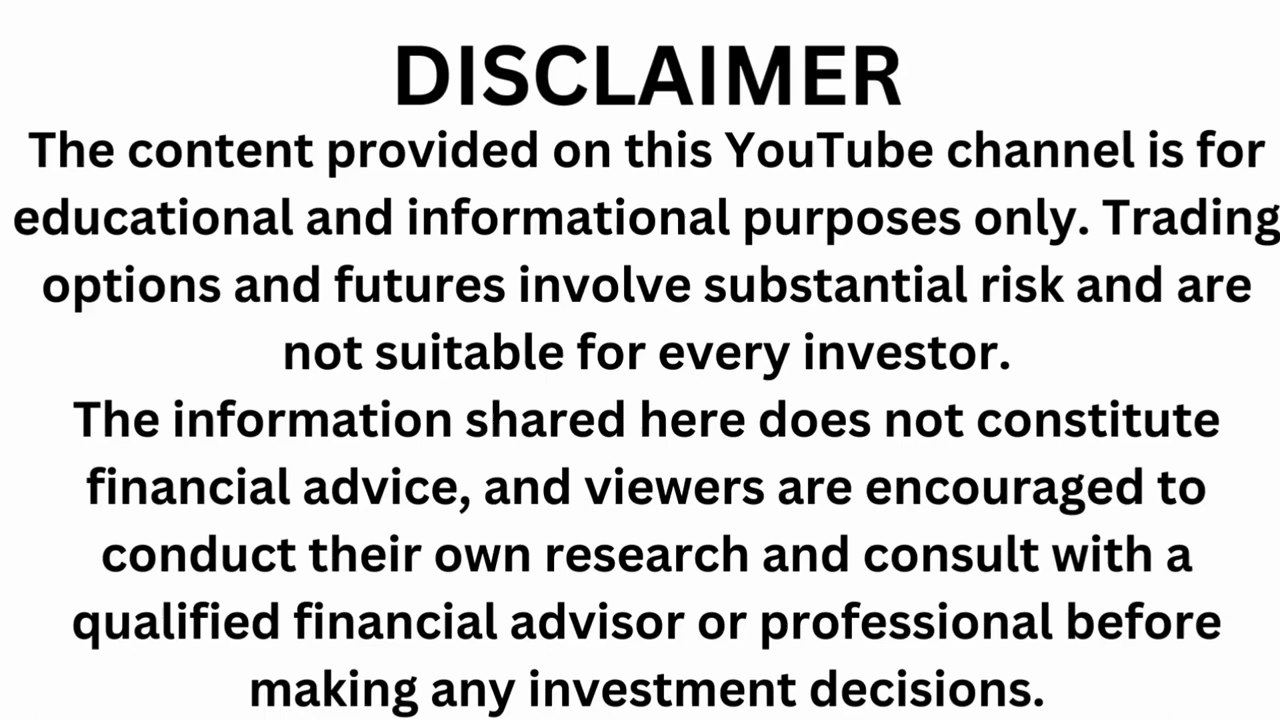 DISCLAIMER
The content provided on this YouTube channel is for
educational and informational purposes only. Trading
options and futures involve substantial risk and are
not suitable for every investor.
The information shared here does not constitute
financial advice, and viewers are encouraged to
conduct their own research and consult with a
qualified financial advisor or professional before
making any investment decisions.